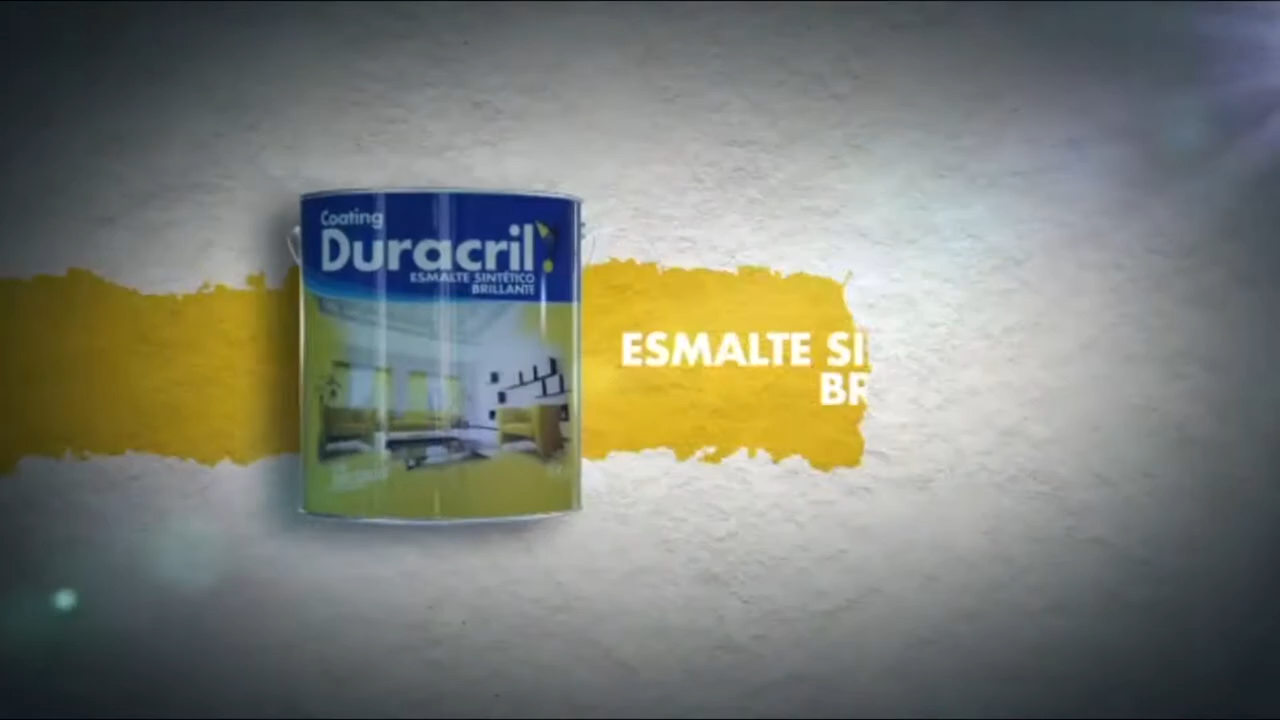 Coating
Duracril
ESMALTE SINTÉTICO
BRILLANTE
ESMALTE SI
BR